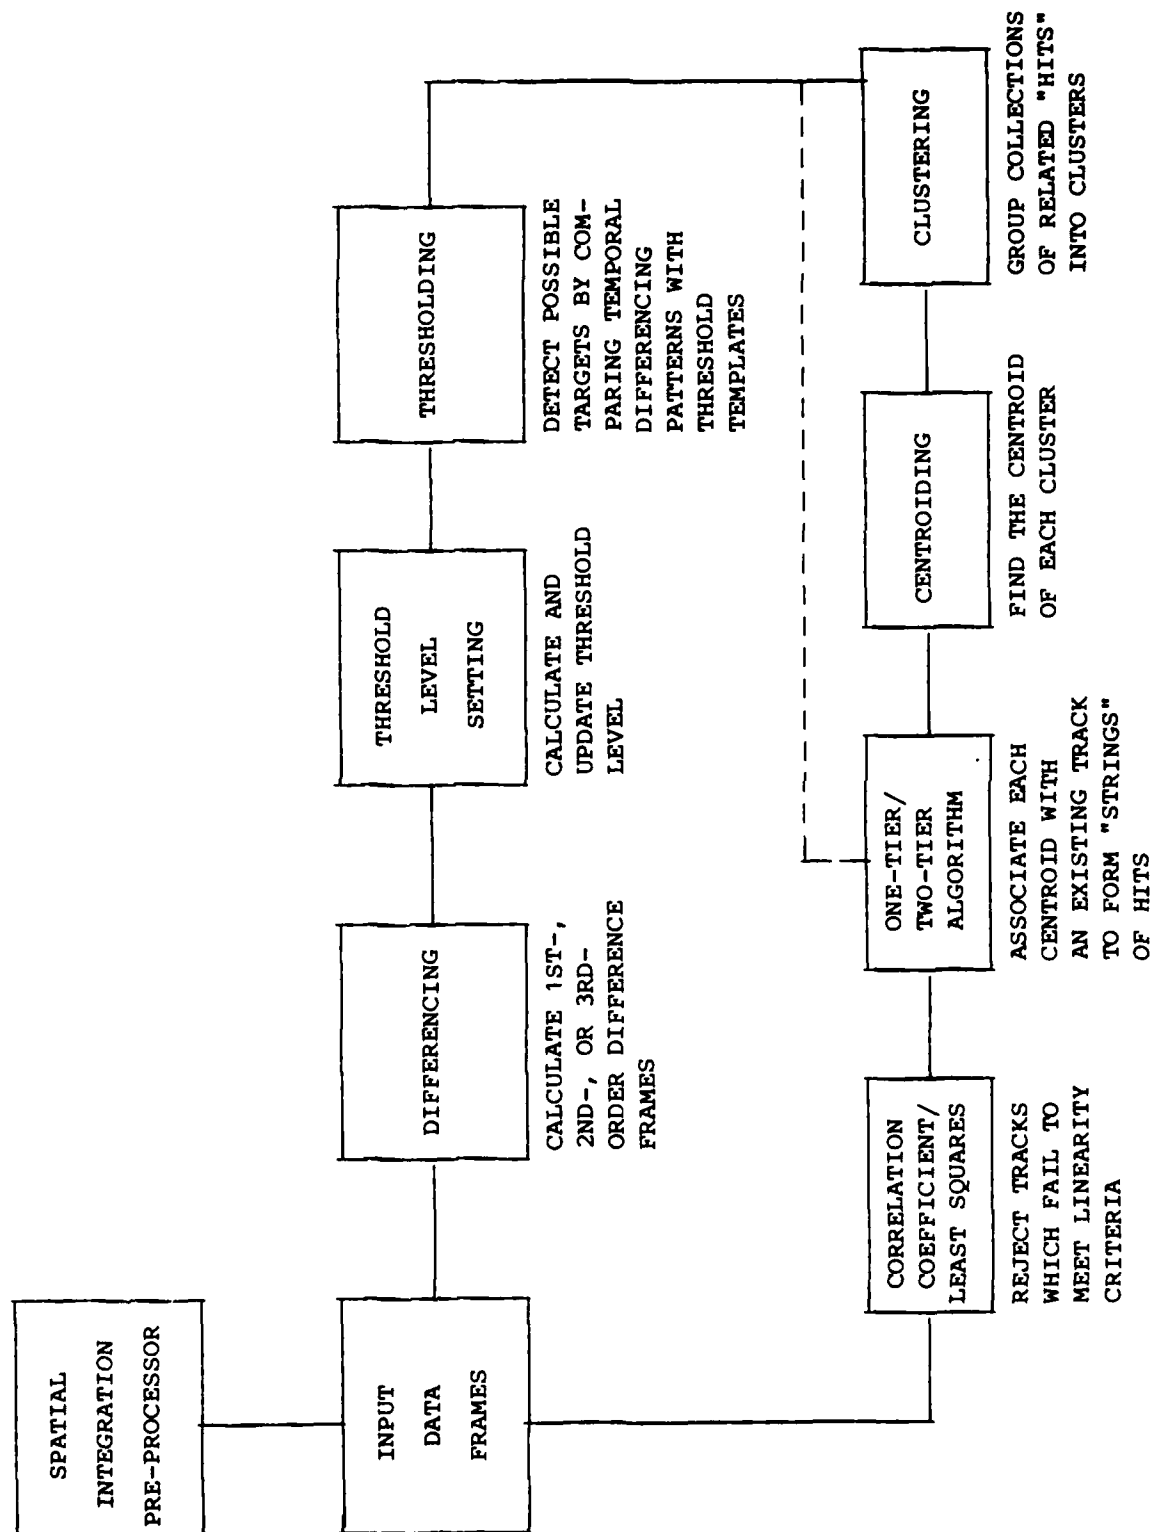 SPATIAL
INTEGRATION
PRE-PROCESSOR
INPUT
DATA
FRAMES
DIFFERENCING
CALCULATE 1ST-,
2ND-, OR 3RD-
ORDER DIFFERENCE
FRAMES
THRESHOLD
LEVEL
SETTING
CALCULATE AND
UPDATE THRESHOLD
LEVEL
THRESHOLDING
DETECT POSSIBLE
TARGETS BY COM-
PARING TEMPORAL
DIFFERENCING
PATTERNS WITH
THRESHOLD
TEMPLATES
CORRELATION
COEFFICIENT/
LEAST SQUARES
REJECT TRACKS
WHICH FAIL TO
MEET LINEARITY
CRITERIA
ONE-TIER/
TWO-TIER
ALGORITHM
ASSOCIATE EACH
CENTROID WITH
AN EXISTING TRACK
TO FORM "STRINGS"
OF HITS
CENTROIDING
FIND THE CENTROID
OF EACH CLUSTER
CLUSTERING
GROUP COLLECTIONS
OF RELATED "HITS"
INTO CLUSTERS